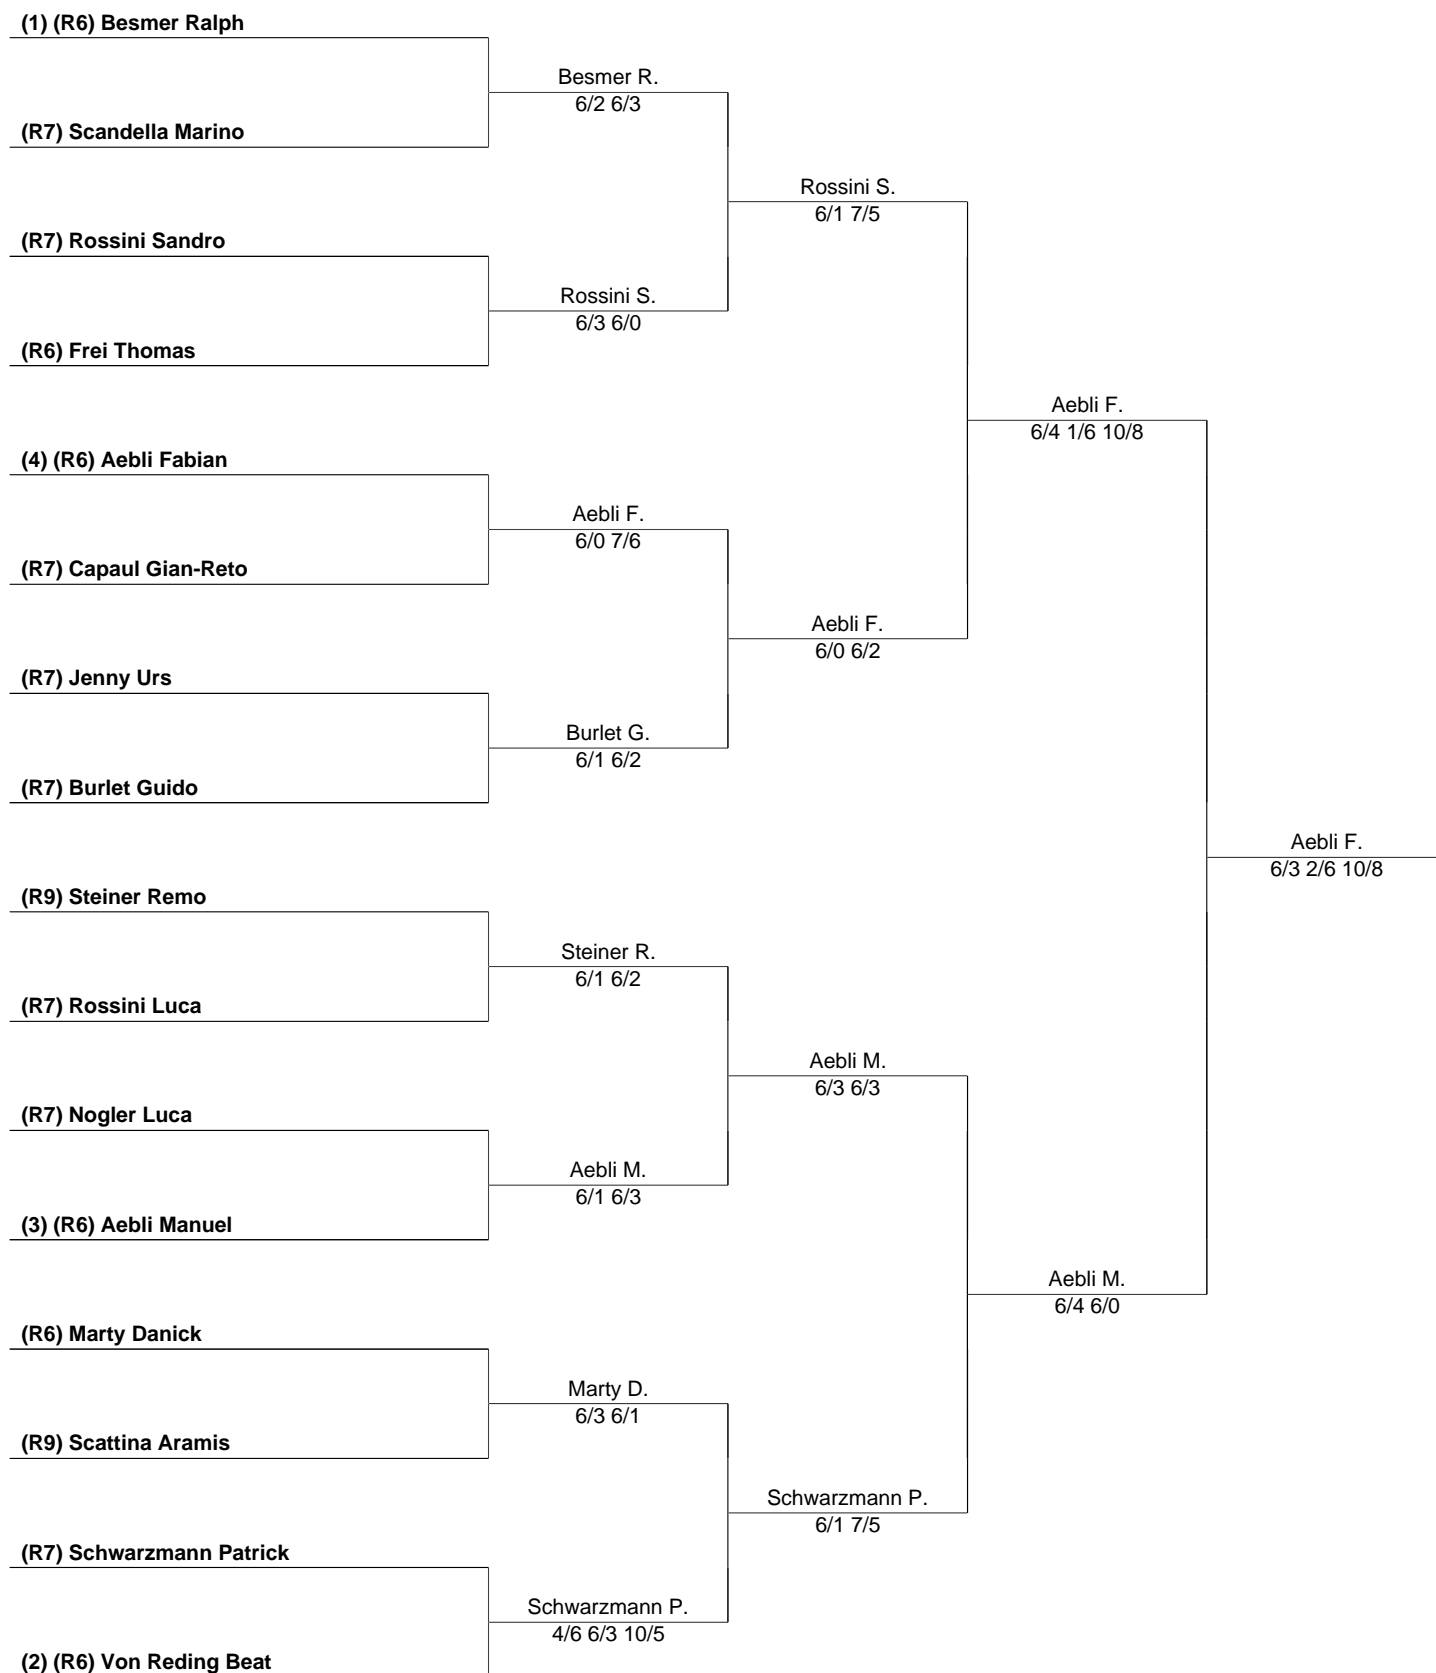 (1) (R6) Besmer Ralph
Besmer R.
6/2 6/3
(R7) Scandella Marino
Rossini S.
6/1 7/5
(R7) Rossini Sandro
Rossini S.
6/3 6/0
(R6) Frei Thomas
Aebli F.
6/4 1/6 10/8
(4) (R6) Aebli Fabian
Aebli F.
6/0 7/6
(R7) Capaul Gian-Reto
Aebli F.
6/0 6/2
(R7) Jenny Urs
Burlet G.
6/1 6/2
(R7) Burlet Guido
Aebli F.
6/3 2/6 10/8
(R9) Steiner Remo
Steiner R.
6/1 6/2
(R7) Rossini Luca
Aebli M.
6/3 6/3
(R7) Nogler Luca
Aebli M.
6/1 6/3
(3) (R6) Aebli Manuel
Aebli M.
6/4 6/0
(R6) Marty Danick
Marty D.
6/3 6/1
(R9) Scattina Aramis
Schwarzmann P.
6/1 7/5
(R7) Schwarzmann Patrick
Schwarzmann P.
4/6 6/3 10/5
(2) (R6) Von Reding Beat